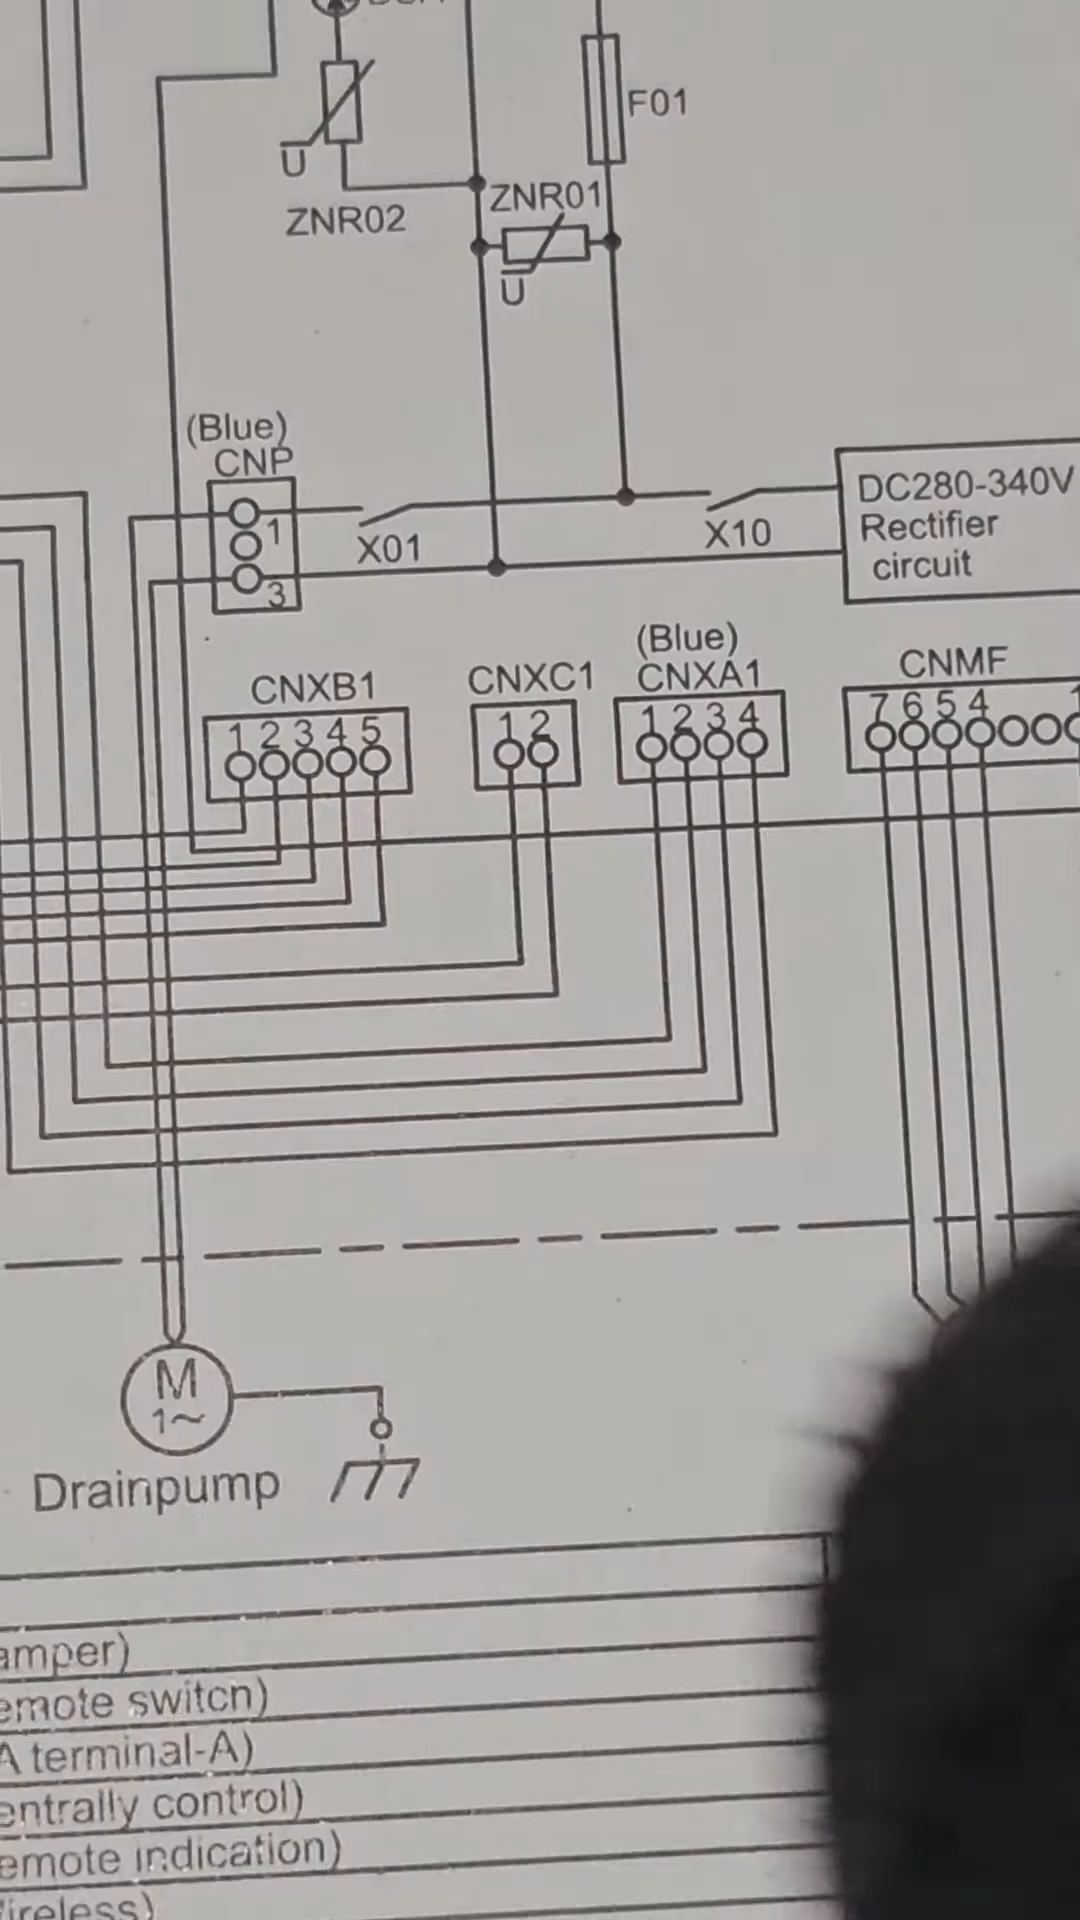 F01
U
ZNR02
ZNR01
U
(Blue)
CNP
1
3
X01
X10
DC280-340V
Rectifier
circuit
CNXB1
1 2 3 4 5
CNXC1
1 2
(Blue)
CNXA1
1 2 3 4
CNMF
7 6 5 4 1
M
1~
Drainpump
amper)
emote switch)
A terminal-A)
entrally control)
emote indication)
ireless)